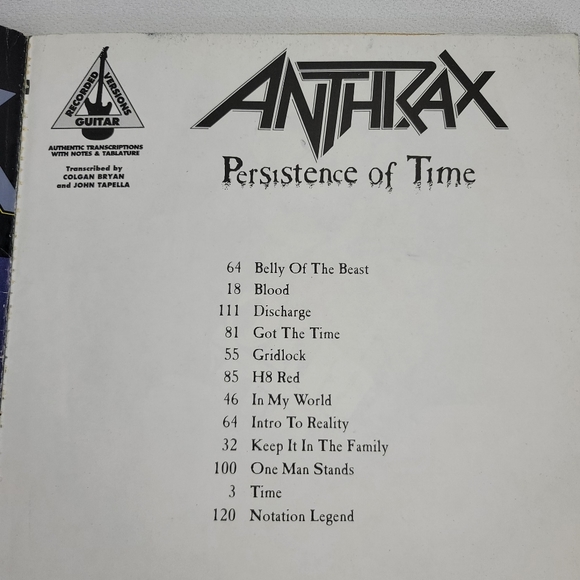 RECORDED
VERSIONS
GUITAR
AUTHENTIC TRANSCRIPTIONS
WITH NOTES & TABLATURE
Transcribed by
COLGAN BRYAN
and JOHN TAPELLA
ANTHRAX
Persistence of Time
64 Belly Of The Beast
18 Blood
111 Discharge
81 Got The Time
55 Gridlock
85 H8 Red
46 In My World
64 Intro To Reality
32 Keep It In The Family
100 One Man Stands
3 Time
120 Notation Legend